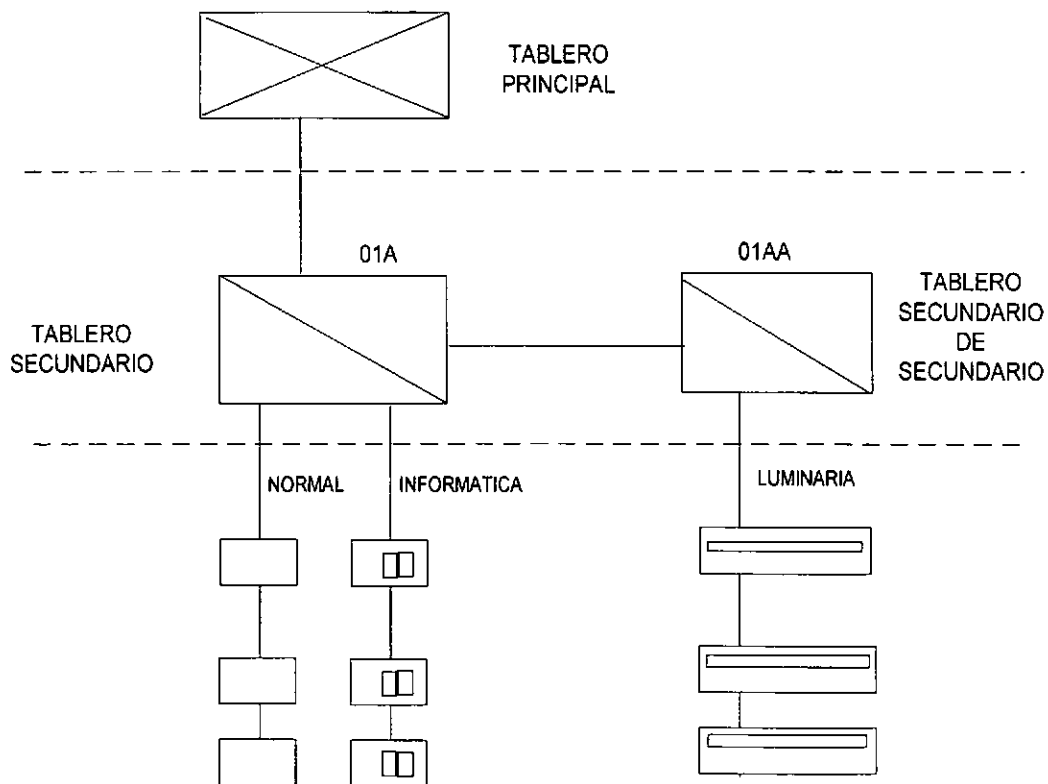 TABLERO
PRINCIPAL
01A
01AA
TABLERO
SECUNDARIO
TABLERO
SECUNDARIO
DE
SECUNDARIO
NORMAL
INFORMATICA
LUMINARIA